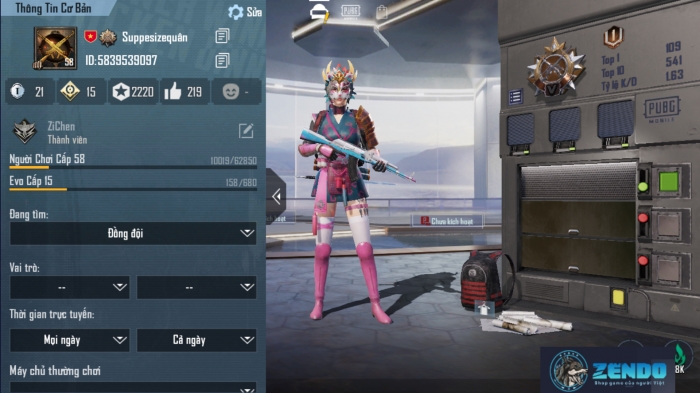 Thông Tin Cơ Bản
Sửa
58
Suppesizequân
ID:5839539097
21
15
2220
219
-
ZiChen
Thành viên
Người Chơi Cấp 58
10019/62850
Evo Cấp 15
158/680
Đang tìm:
Đồng đội
Vai trò:
--
--
Thời gian trực tuyến:
Mọi ngày
Cả ngày
Máy chủ thường chơi
PUBG
hoạt
Chưa kích hoạt
V
Top 1
109
Top 10
541
Tỷ lệ K/D
1.63
PUBG
MOBILE
ZENDO
Shop game của người Việt